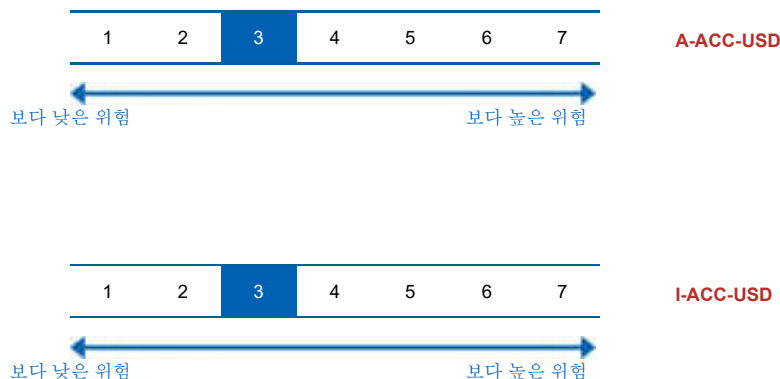 1 2 3 4 5 6 7 A-ACC-USD
보다 낮은 위험 보다 높은 위험
1 2 3 4 5 6 7 I-ACC-USD
보다 낮은 위험 보다 높은 위험